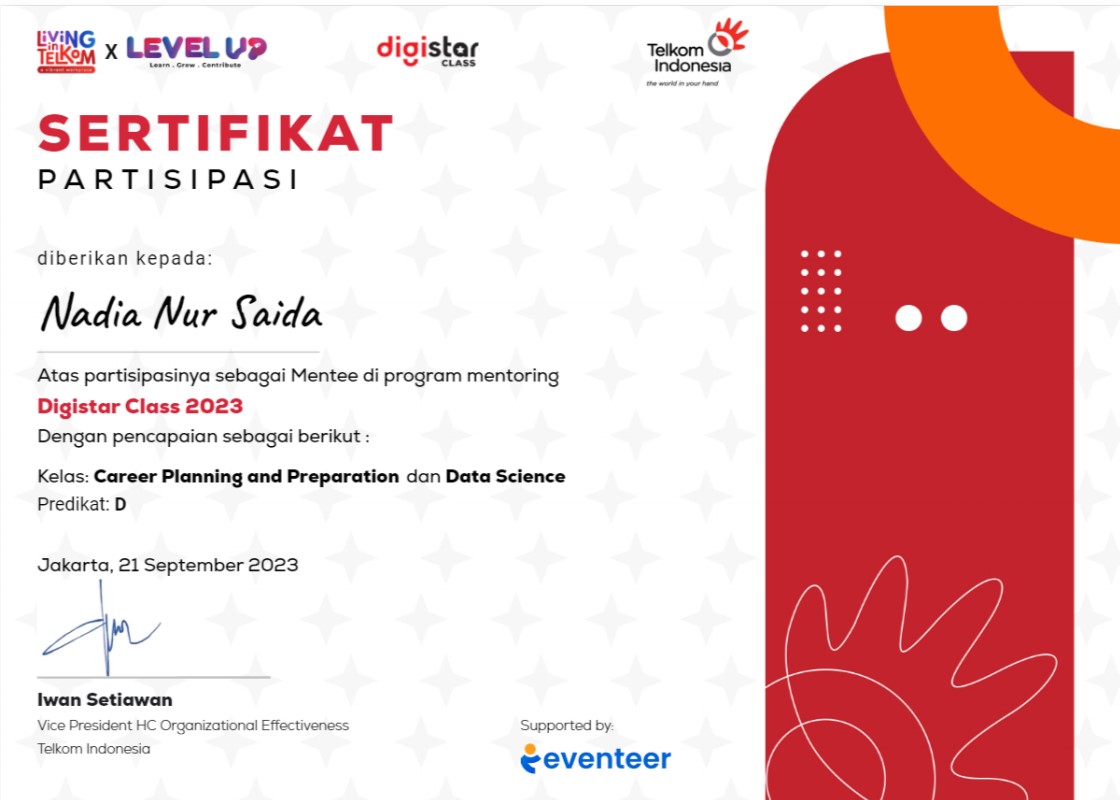 LiViNG in TELKOM
a vibrant workplace
X
LEVEL UP
Learn . Grow . Contribute
digistar
CLASS
Telkom
Indonesia
the world in your hand
SERTIFIKAT
PARTISIPASI
diberikan kepada:
Nadia Nur Saida
Atas partisipasinya sebagai Mentee di program mentoring
Digistar Class 2023
Dengan pencapaian sebagai berikut :
Kelas: Career Planning and Preparation dan Data Science
Predikat: D
Jakarta, 21 September 2023
Iwan Setiawan
Vice President HC Organizational Effectiveness
Telkom Indonesia
Supported by:
eventeer